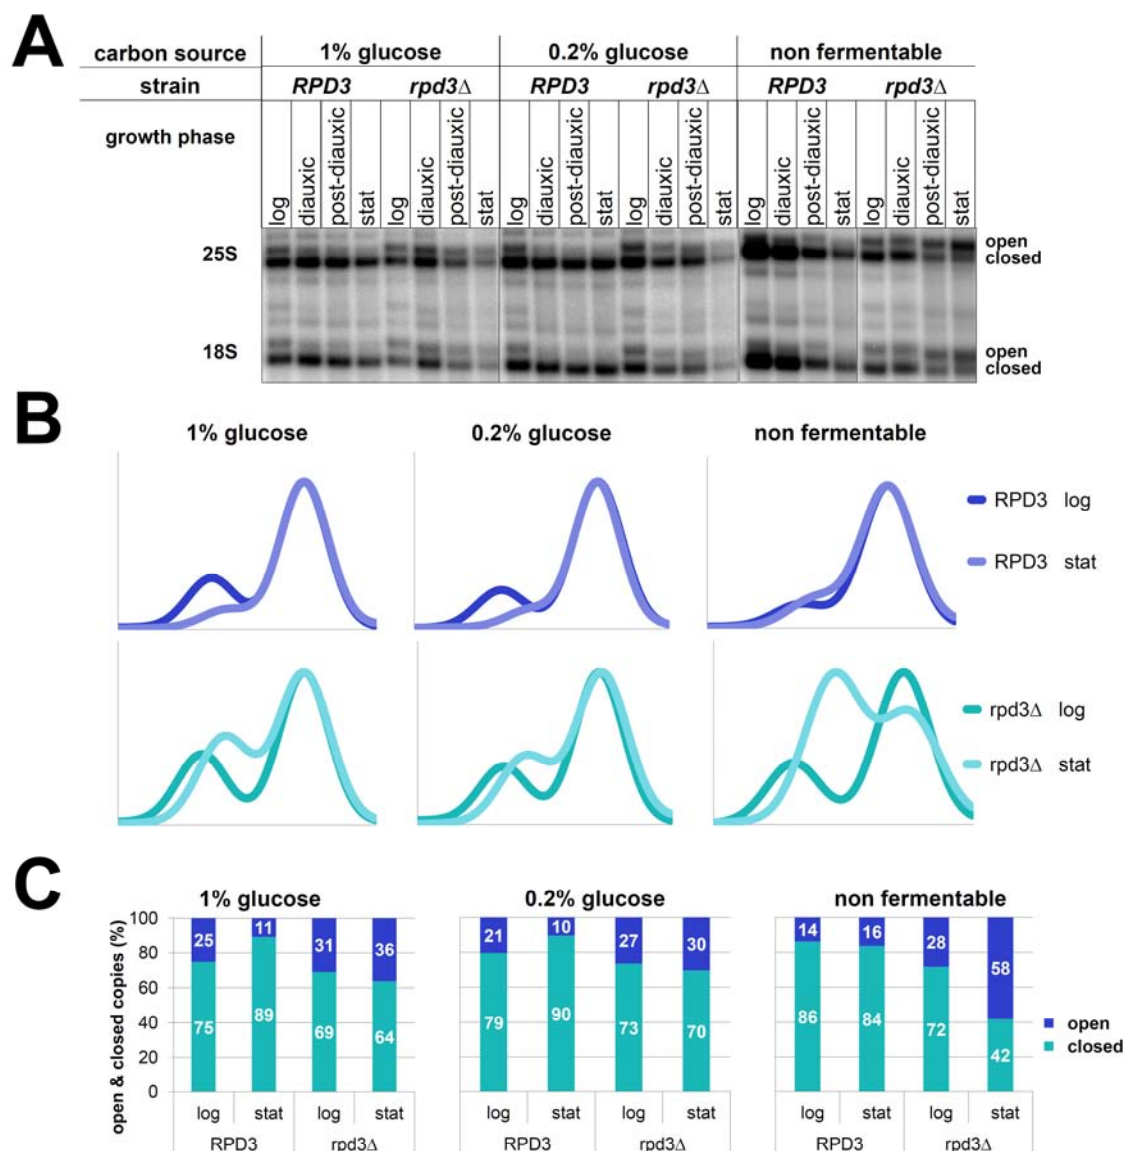 A
carbon source 1% glucose 0.2% glucose non fermentable
strain RPD3 rpd3Δ RPD3 rpd3Δ RPD3 rpd3Δ
growth phase log diauxic post-diauxic stat log diauxic post-diauxic stat log diauxic post-diauxic stat log diauxic post-diauxic stat log diauxic post-diauxic stat log diauxic post-diauxic stat
25S open
closed
18S open
closed
B
1% glucose 0.2% glucose non fermentable
RPD3 log
RPD3 stat
rpd3Δ log
rpd3Δ stat
C
1% glucose 0.2% glucose non fermentable
open & closed copies (%)
100
80
60
40
20
0
25 11 31 36 21 10 27 30 14 16 28 58
75 89 69 64 79 90 73 70 86 84 72 42
open
closed
log stat log stat log stat log stat log stat log stat
RPD3 rpd3Δ RPD3 rpd3Δ RPD3 rpd3Δ